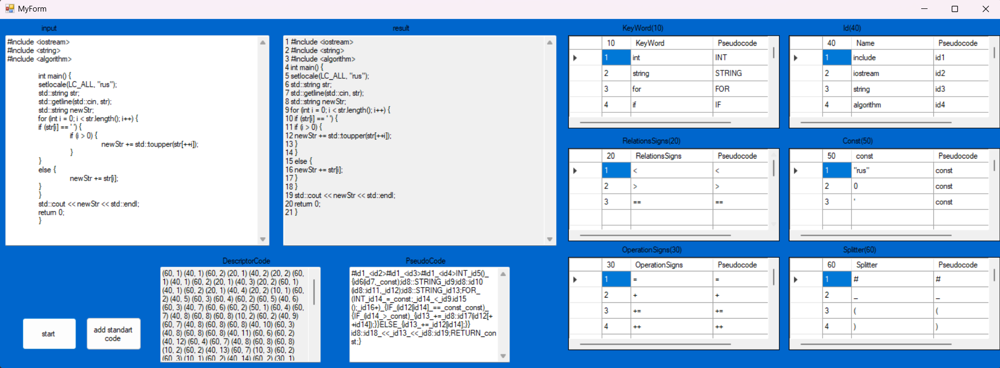 MyForm
input
#include <iostream>
#include <string>
#include <algorithm>
int main() {
setlocale(LC_ALL, "rus");
std::string str;
std::getline(std::cin, str);
std::string newStr;
for (int i = 0; i < str.length(); i++) {
if (str[i] == ' ') {
if (i > 0) {
newStr += std::toupper(str[++i]);
}
}
else {
newStr += str[i];
}
}
std::cout << newStr << std::endl;
return 0;
}
result
1 #include <iostream>
2 #include <string>
3 #include <algorithm>
4 int main() {
5 setlocale(LC_ALL, "rus");
6 std::string str;
7 std::getline(std::cin, str);
8 std::string newStr;
9 for (int i = 0; i < str.length(); i++) {
10 if (str[i] == ' ') {
11 if (i > 0) {
12 newStr += std::toupper(str[++i]);
13 }
14 }
15 else {
16 newStr += str[i];
17 }
18 }
19 std::cout << newStr << std::endl;
20 return 0;
21 }
KeyWord(10)
10 KeyWord Pseudocode
1 int INT
2 string STRING
3 for FOR
4 if IF
Id(40)
40 Name Pseudocode
1 include id1
2 iostream id2
3 string id3
4 algorithm id4
RelationsSigns(20)
20 RelationsSigns Pseudocode
1 < <
2 > >
3 == ==
Const(50)
50 const Pseudocode
1 "rus" const
2 0 const
3 ' const
OperationSigns(30)
30 OperationSigns Pseudocode
1 = =
2 + +
3 += +=
4 ++ ++
Splitter(60)
60 Splitter Pseudocode
1 # #
2 _ _
3 ( (
4 ) )
start
add standart
code
DescriptorCode
(60, 1) (40, 1) (60, 2) (20, 1) (40, 2) (20, 2) (60,
1) (40, 1) (60, 2) (20, 1) (40, 3) (20, 2) (60, 1)
(40, 1) (60, 2) (20, 1) (40, 4) (20, 2) (10, 1) (60,
2) (40, 5) (60, 3) (60, 4) (60, 2) (60, 5) (40, 6)
(60, 3) (40, 7) (60, 6) (60, 2) (50, 1) (60, 4) (60,
7) (40, 8) (60, 8) (60, 8) (10, 2) (60, 2) (40, 9)
(60, 7) (40, 8) (60, 8) (60, 8) (40, 10) (60, 3)
(40, 8) (60, 8) (60, 8) (40, 11) (60, 6) (60, 2)
(40, 12) (60, 4) (60, 7) (40, 8) (60, 8) (60, 8)
(10, 2) (60, 2) (40, 13) (60, 7) (10, 3) (60, 2)
(60, 3) (10, 1) (60, 2) (40, 14) (60, 2) (30, 1)
PseudoCode
#id1_<id2>#id1_<id3>#id1_<id4>INT_id5()_
{id6(id7,_const);id8::STRING_id9;id8::id10
(id8::id11,_id12);id8::STRING_id13;FOR_
(INT_id14_=_const;_id14_<_id9.id15
();_id16+)_{IF_(id12[id14]_==_const_const)_
{IF_(id14_>_const)_{id13_+=_id8::id17(id12[+
+id14]);}}ELSE_{id13_+=_id12[id14];}}
id8::id18_<<_id13_<<_id8::id19;RETURN_con
st;}